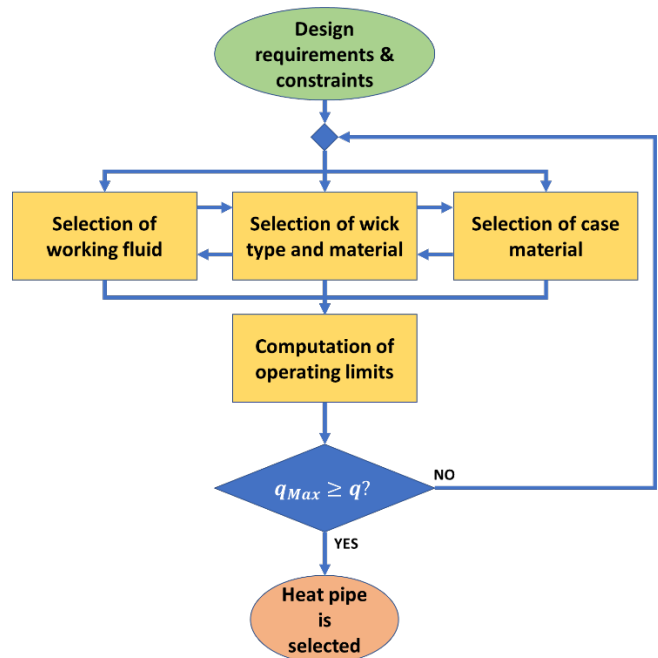 Design
requirements &
constraints
Selection of
working fluid
Selection of wick
type and material
Selection of case
material
Computation of
operating limits
q_Max ≥ q?
NO
YES
Heat pipe
is
selected